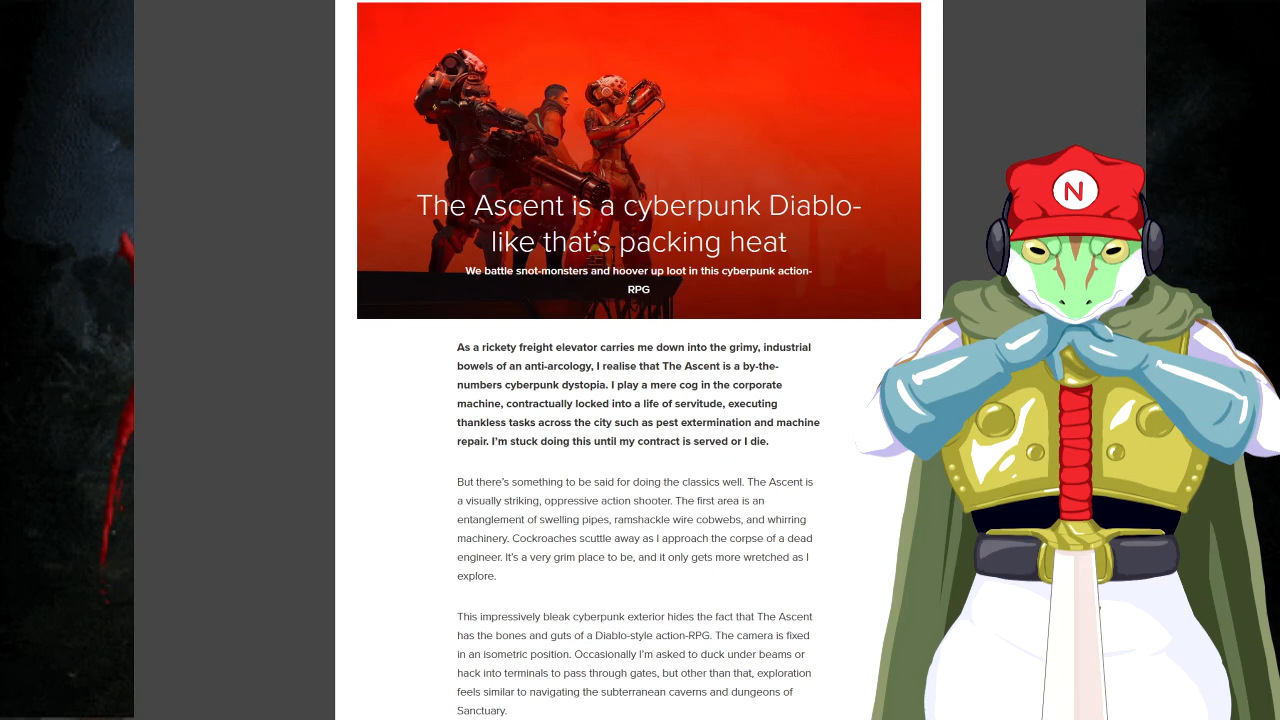 The Ascent is a cyberpunk Diablo-
like that's packing heat
We battle snot-monsters and hoover up loot in this cyberpunk action-
RPG
N
As a rickety freight elevator carries me down into the grimy, industrial
bowels of an anti-arcology, I realise that The Ascent is a by-the-
numbers cyberpunk dystopia. I play a mere cog in the corporate
machine, contractually locked into a life of servitude, executing
thankless tasks across the city such as pest extermination and machine
repair. I'm stuck doing this until my contract is served or I die.
But there's something to be said for doing the classics well. The Ascent is
a visually striking, oppressive action shooter. The first area is an
entanglement of swelling pipes, ramshackle wire cobwebs, and whirring
machinery. Cockroaches scuttle away as I approach the corpse of a dead
engineer. It's a very grim place to be, and it only gets more wretched as I
explore.
This impressively bleak cyberpunk exterior hides the fact that The Ascent
has the bones and guts of a Diablo-style action-RPG. The camera is fixed
in an isometric position. Occasionally I'm asked to duck under beams or
hack into terminals to pass through gates, but other than that, exploration
feels similar to navigating the subterranean caverns and dungeons of
Sanctuary.